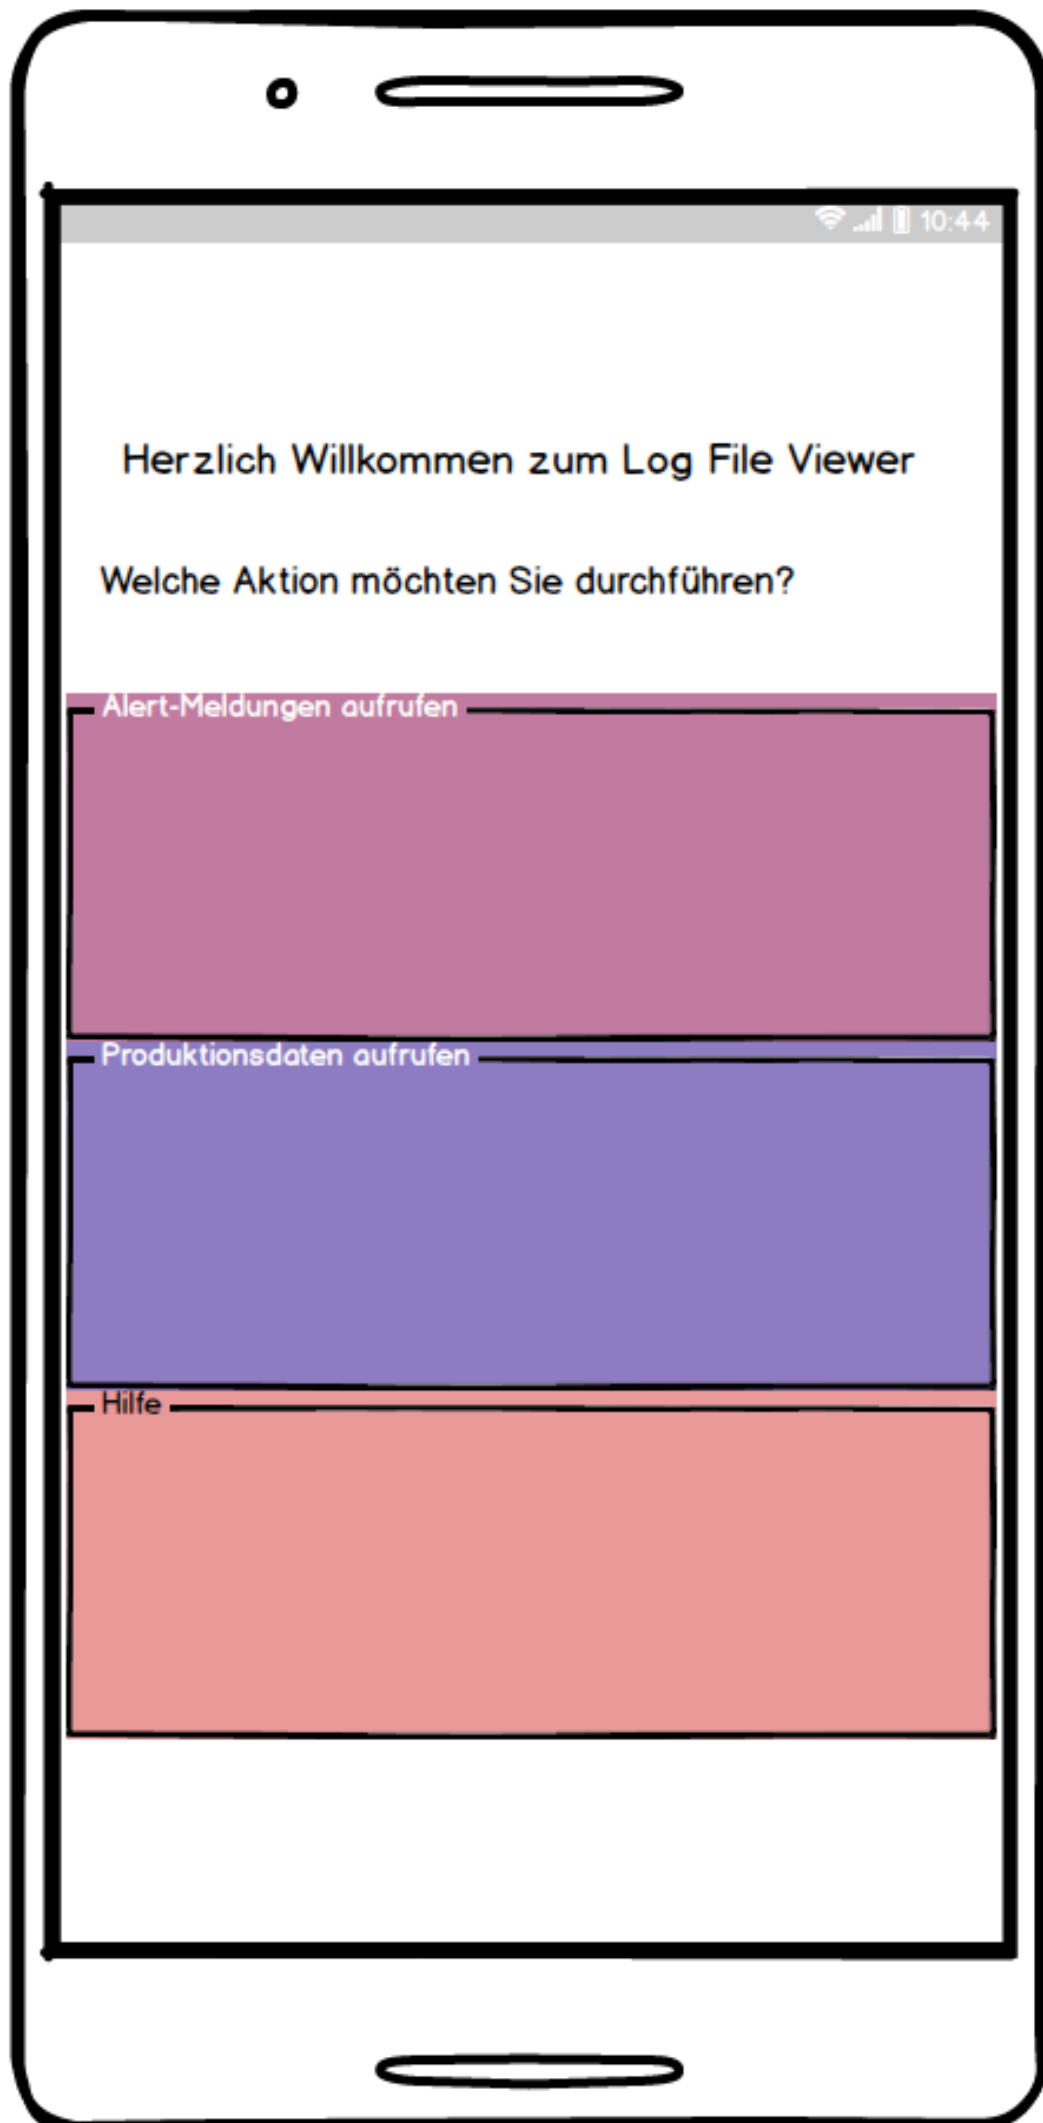 10:44
Herzlich Willkommen zum Log File Viewer
Welche Aktion möchten Sie durchführen?
Alert-Meldungen aufrufen
Produktionsdaten aufrufen
Hilfe